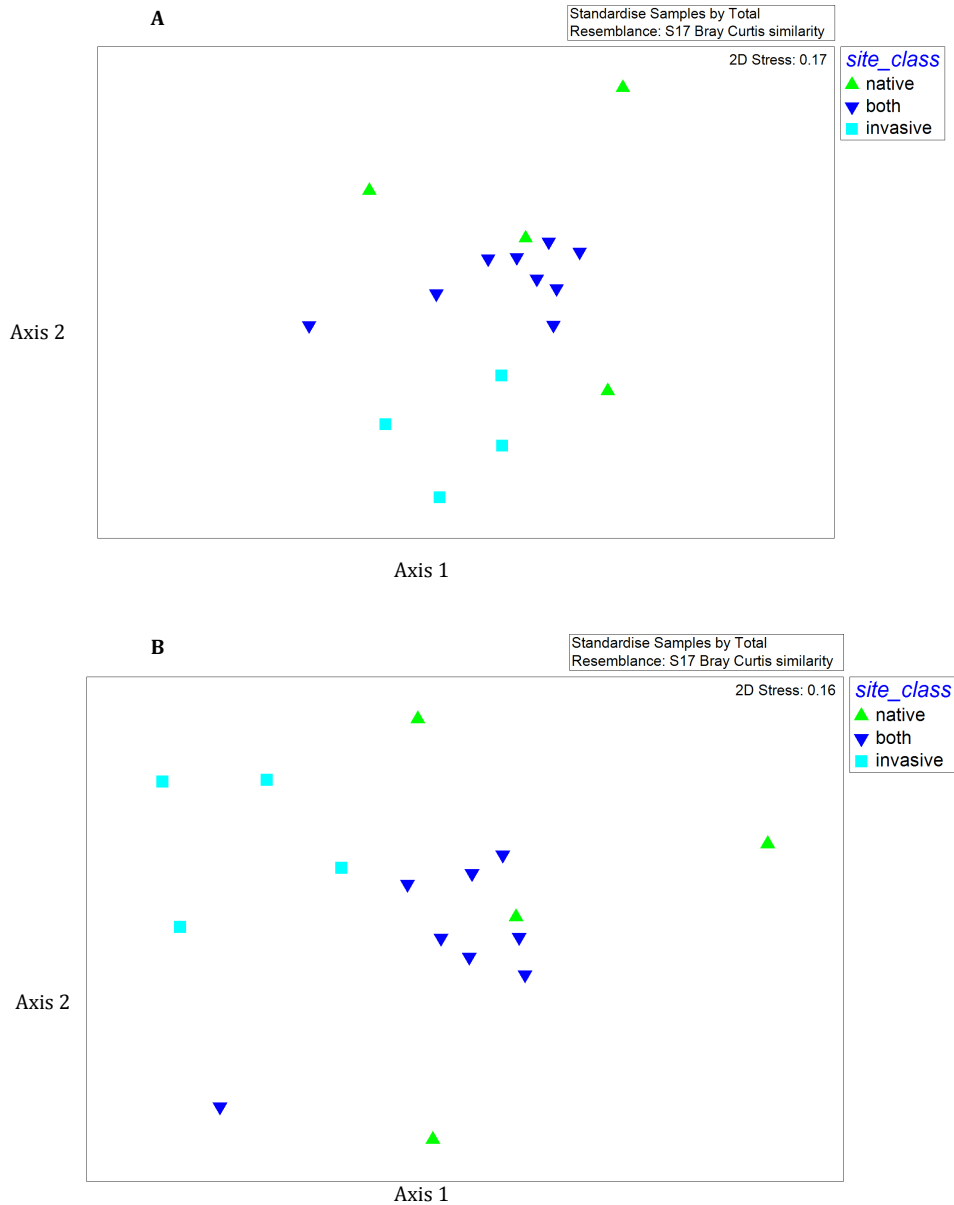 A
Standardise Samples by Total
Resemblance: S17 Bray Curtis similarity
2D Stress: 0.17
site_class
native
both
invasive
Axis 2
Axis 1
B
Standardise Samples by Total
Resemblance: S17 Bray Curtis similarity
2D Stress: 0.16
site_class
native
both
invasive
Axis 2
Axis 1